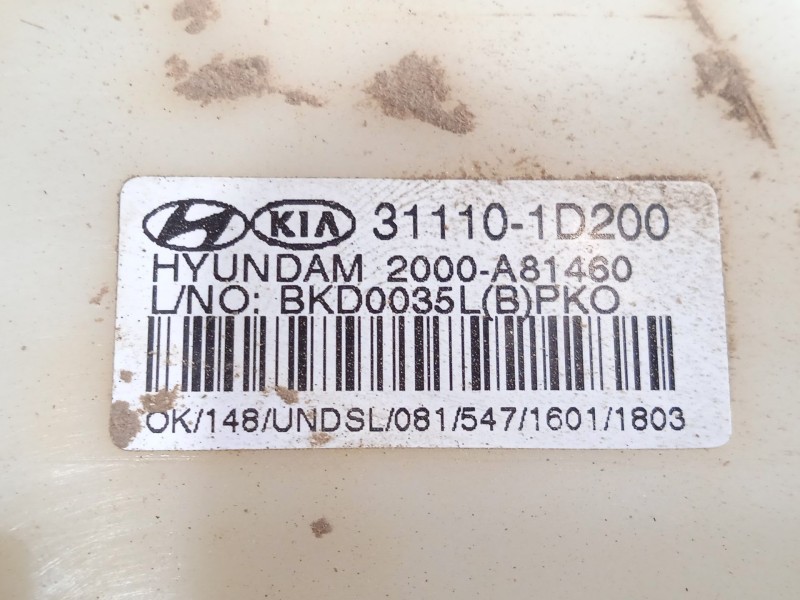 KIA 31110-1D200
HYUNDAM 2000-A81460
L/NO: BKD0035L(B)PKO
OK/148/UNDSL/081/547/1601/1803